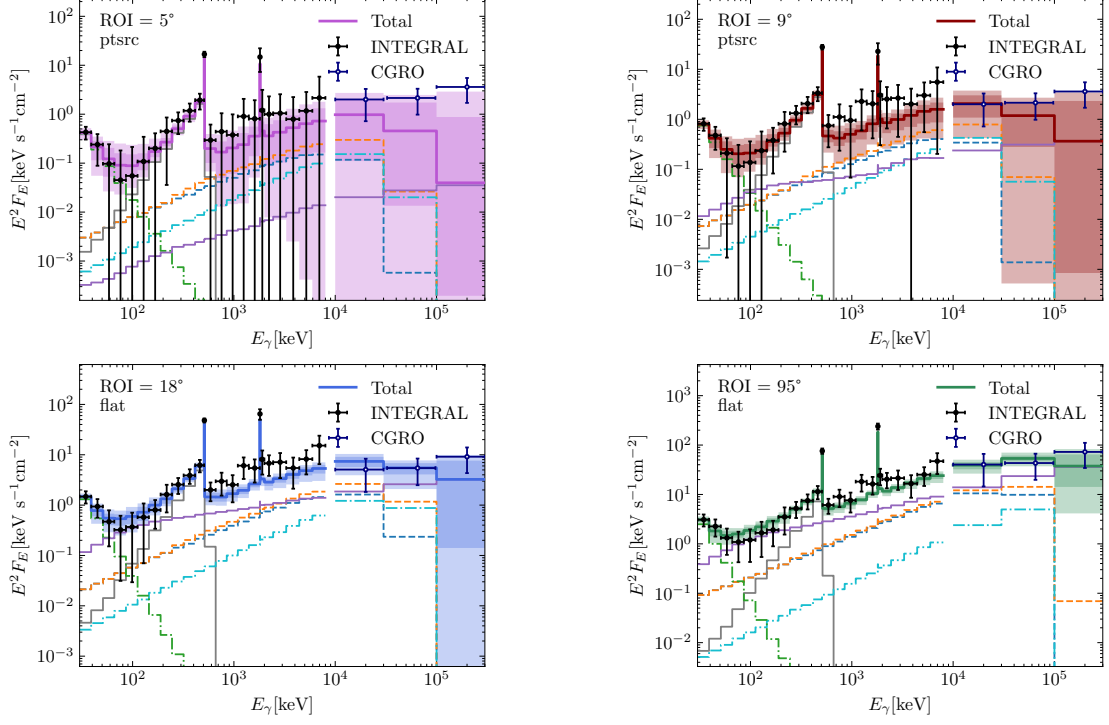 ROI = 5°
ptsrc
Total
INTEGRAL
CGRO
E²F_E [keV s⁻¹cm⁻²]
10²
10¹
10⁰
10⁻¹
10⁻²
10⁻³
10² 10³ 10⁴ 10⁵
E_γ [keV]
ROI = 9°
ptsrc
Total
INTEGRAL
CGRO
E²F_E [keV s⁻¹cm⁻²]
10²
10¹
10⁰
10⁻¹
10⁻²
10⁻³
10² 10³ 10⁴ 10⁵
E_γ [keV]
ROI = 18°
flat
Total
INTEGRAL
CGRO
E²F_E [keV s⁻¹cm⁻²]
10²
10¹
10⁰
10⁻¹
10⁻²
10⁻³
10² 10³ 10⁴ 10⁵
E_γ [keV]
ROI = 95°
flat
Total
INTEGRAL
CGRO
E²F_E [keV s⁻¹cm⁻²]
10³
10²
10¹
10⁰
10⁻¹
10⁻²
10² 10³ 10⁴ 10⁵
E_γ [keV]